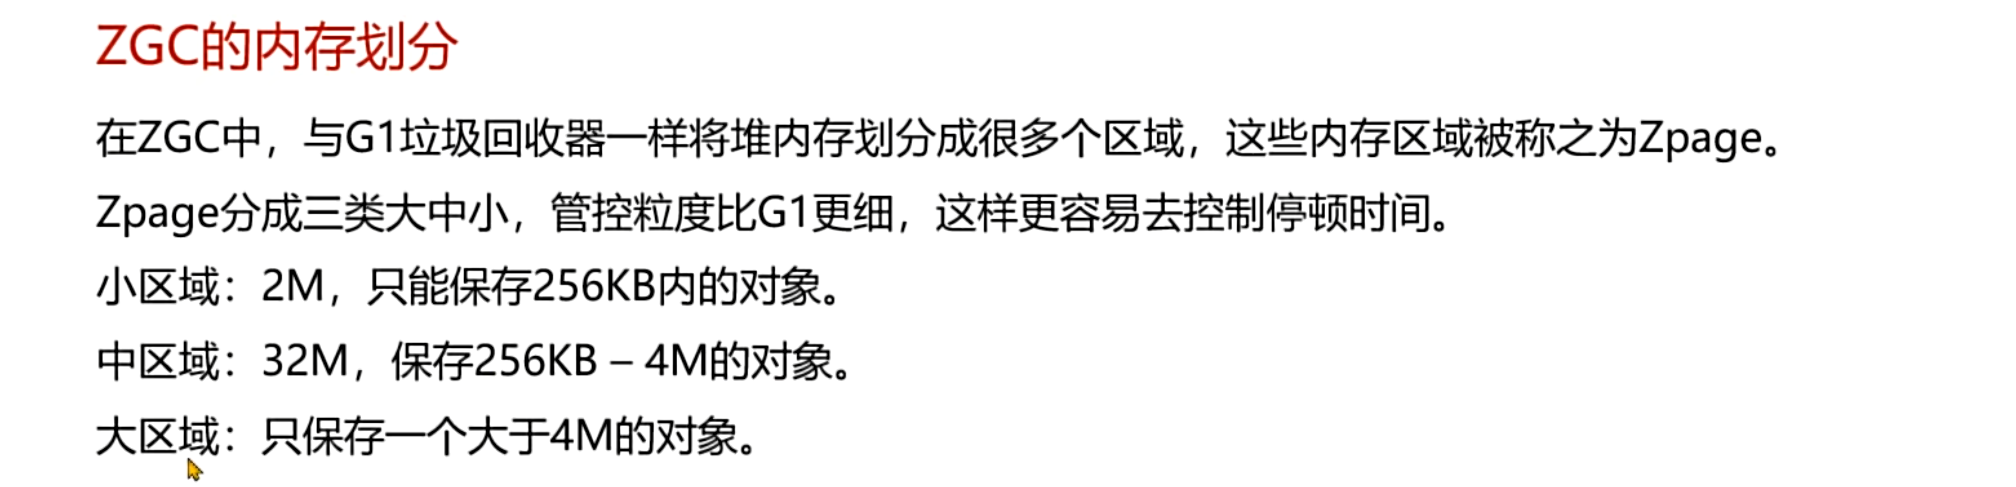 ZGC的内存划分
在ZGC中，与G1垃圾回收器一样将堆内存划分成很多个区域，这些内存区域被称之为Zpage。
Zpage分成三类大中小，管控粒度比G1更细，这样更容易去控制停顿时间。
小区域：2M，只能保存256KB内的对象。
中区域：32M，保存256KB – 4M的对象。
大区域：只保存一个大于4M的对象。